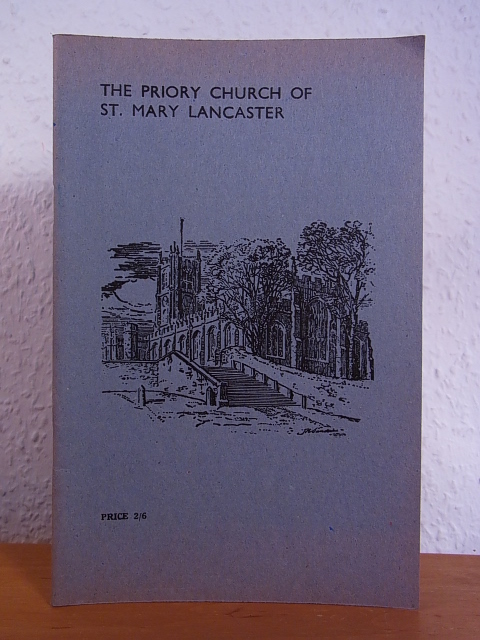 THE PRIORY CHURCH OF
ST. MARY LANCASTER
PRICE 2/6